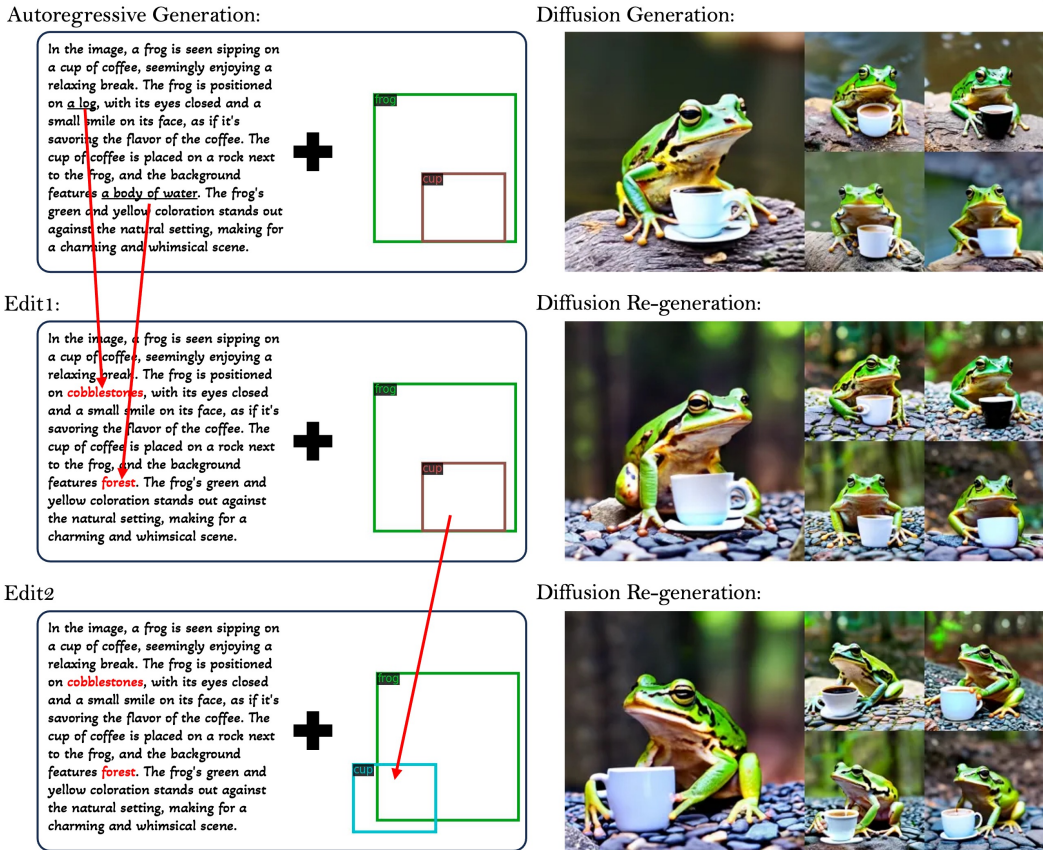 Autoregressive Generation:
In the image, a frog is seen sipping on
a cup of coffee, seemingly enjoying a
relaxing break. The frog is positioned
on a log, with its eyes closed and a
small smile on its face, as if it's
savoring the flavor of the coffee. The
cup of coffee is placed on a rock next
to the frog, and the background
features a body of water. The frog's
green and yellow coloration stands out
against the natural setting, making for
a charming and whimsical scene.
frog
cup
Diffusion Generation:
Edit1:
In the image, a frog is seen sipping on
a cup of coffee, seemingly enjoying a
relaxing break. The frog is positioned
on cobblestones, with its eyes closed
and a small smile on its face, as if it's
savoring the flavor of the coffee. The
cup of coffee is placed on a rock next
to the frog, and the background
features forest. The frog's green and
yellow coloration stands out against
the natural setting, making for a
charming and whimsical scene.
frog
cup
Diffusion Re-generation:
Edit2
In the image, a frog is seen sipping on
a cup of coffee, seemingly enjoying a
relaxing break. The frog is positioned
on cobblestones, with its eyes closed
and a small smile on its face, as if it's
savoring the flavor of the coffee. The
cup of coffee is placed on a rock next
to the frog, and the background
features forest. The frog's green and
yellow coloration stands out against
the natural setting, making for a
charming and whimsical scene.
frog
cup
Diffusion Re-generation: